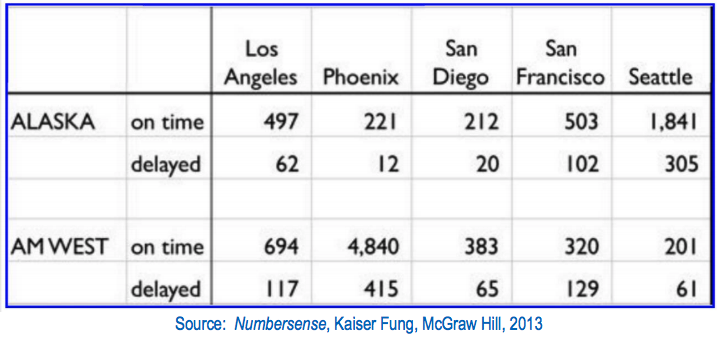 Los Angeles Phoenix San Diego San Francisco Seattle
ALASKA on time 497 221 212 503 1,841
delayed 62 12 20 102 305
AM WEST on time 694 4,840 383 320 201
delayed 117 415 65 129 61
Source: Numbersense, Kaiser Fung, McGraw Hill, 2013